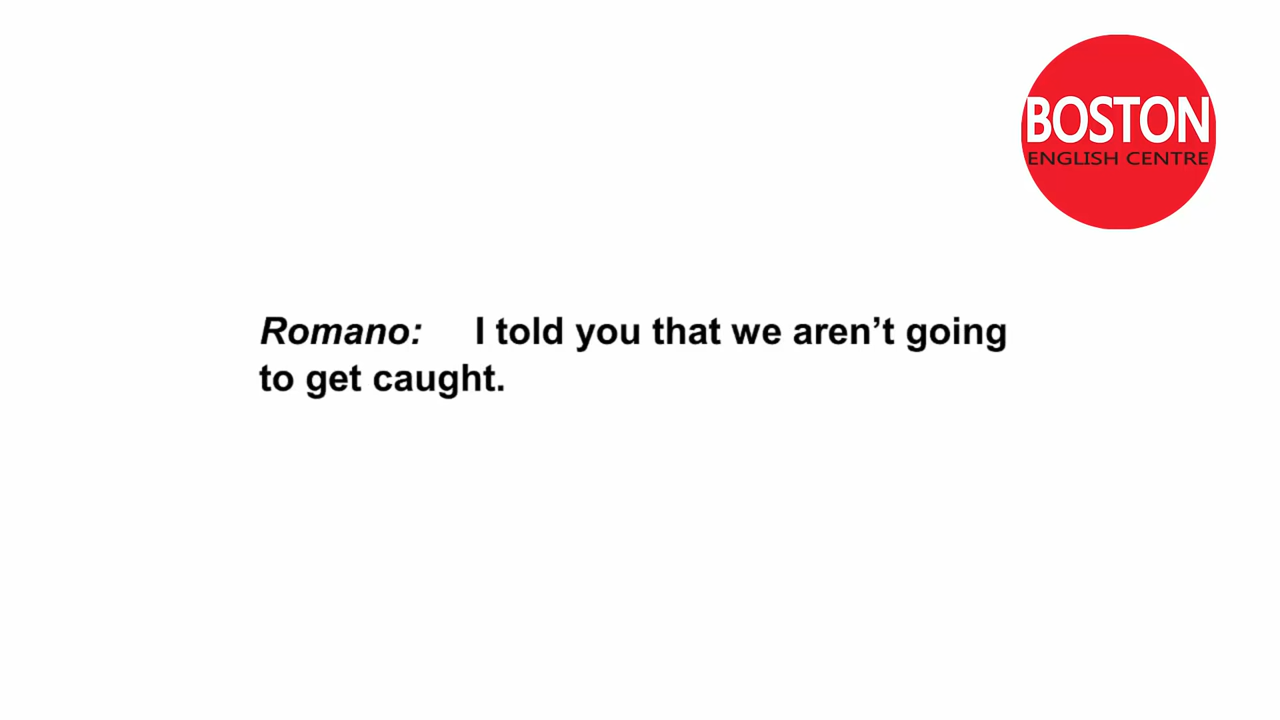 BOSTON
ENGLISH CENTRE
Romano: I told you that we aren’t going
to get caught.